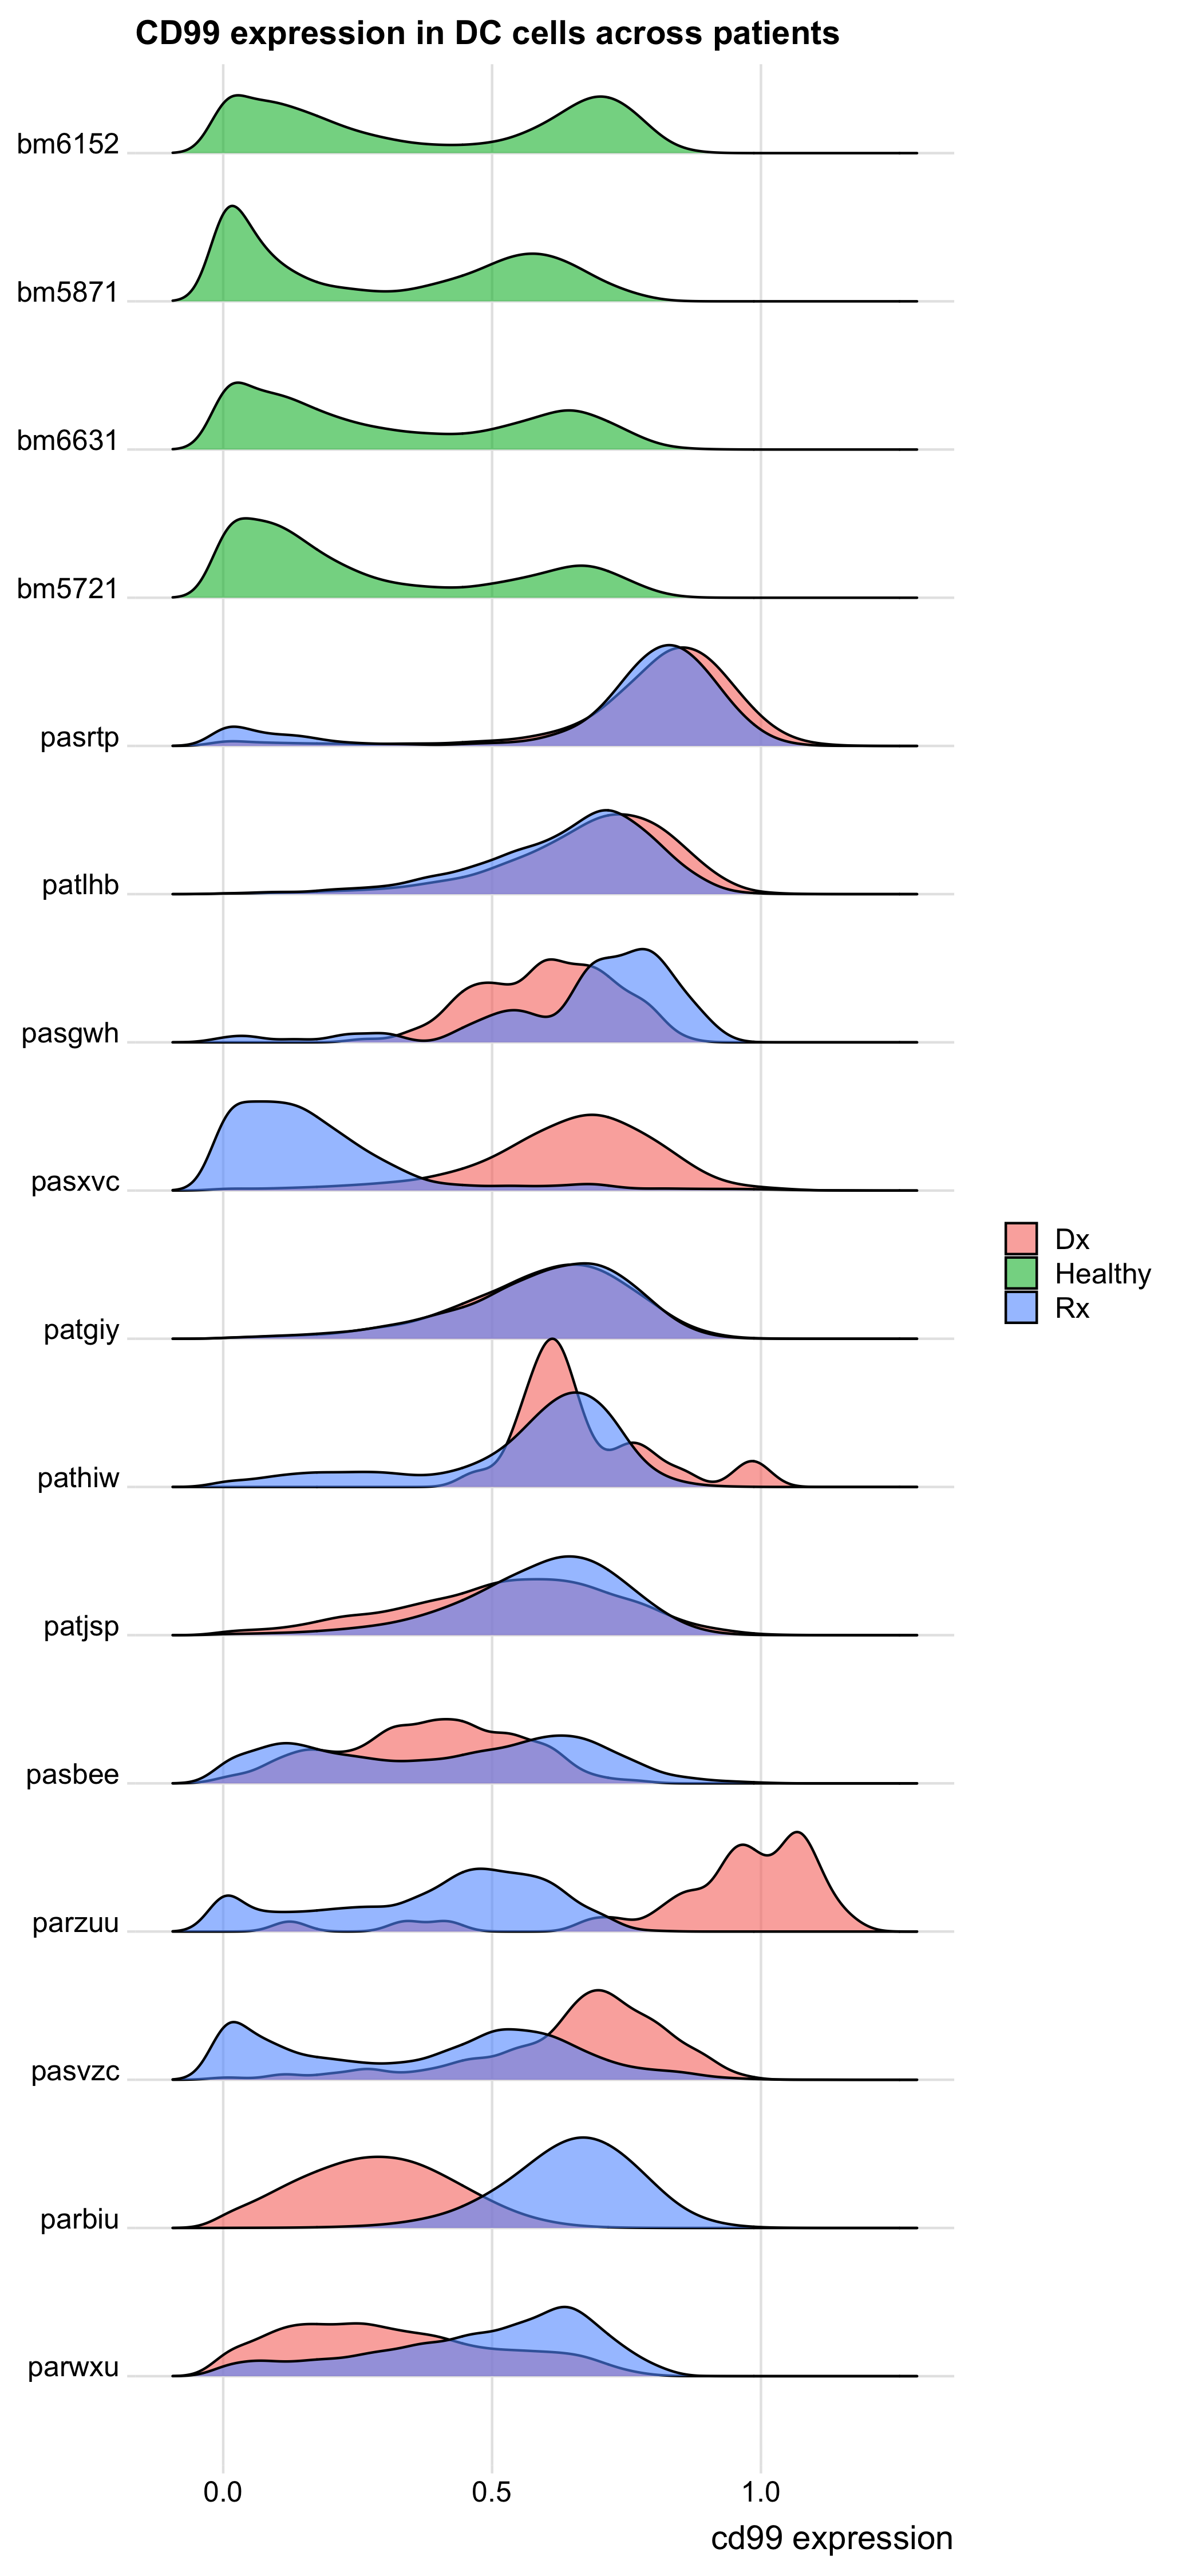 CD99 expression in DC cells across patients
bm6152
bm5871
bm6631
bm5721
pasrtp
patlhb
pasgwh
pasxvc
patgiy
pathiw
patjsp
pasbee
parzuu
pasvzc
parbiu
parwxu
Dx
Healthy
Rx
0.0 0.5 1.0
cd99 expression